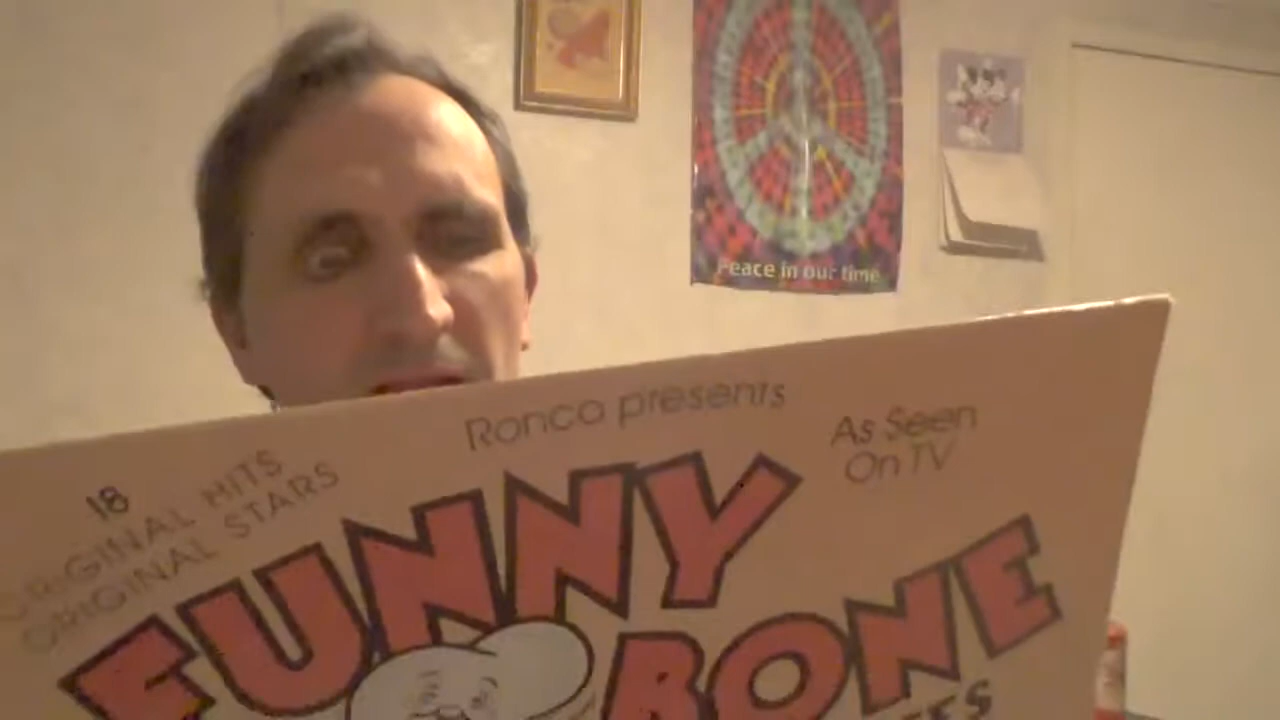 Peace in our time
Ronco presents
As Seen
On TV
18
ORIGINAL HITS
ORIGINAL STARS
FUNNY
BONE